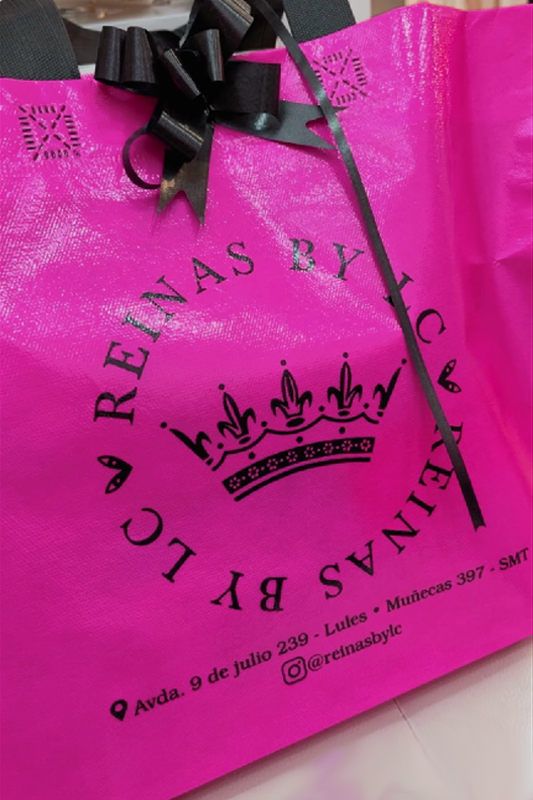 REINAS BY LC
REINAS BY LC
Avda. 9 de julio 239 - Lules • Muñecas 397 - SMT
@reinasbylc